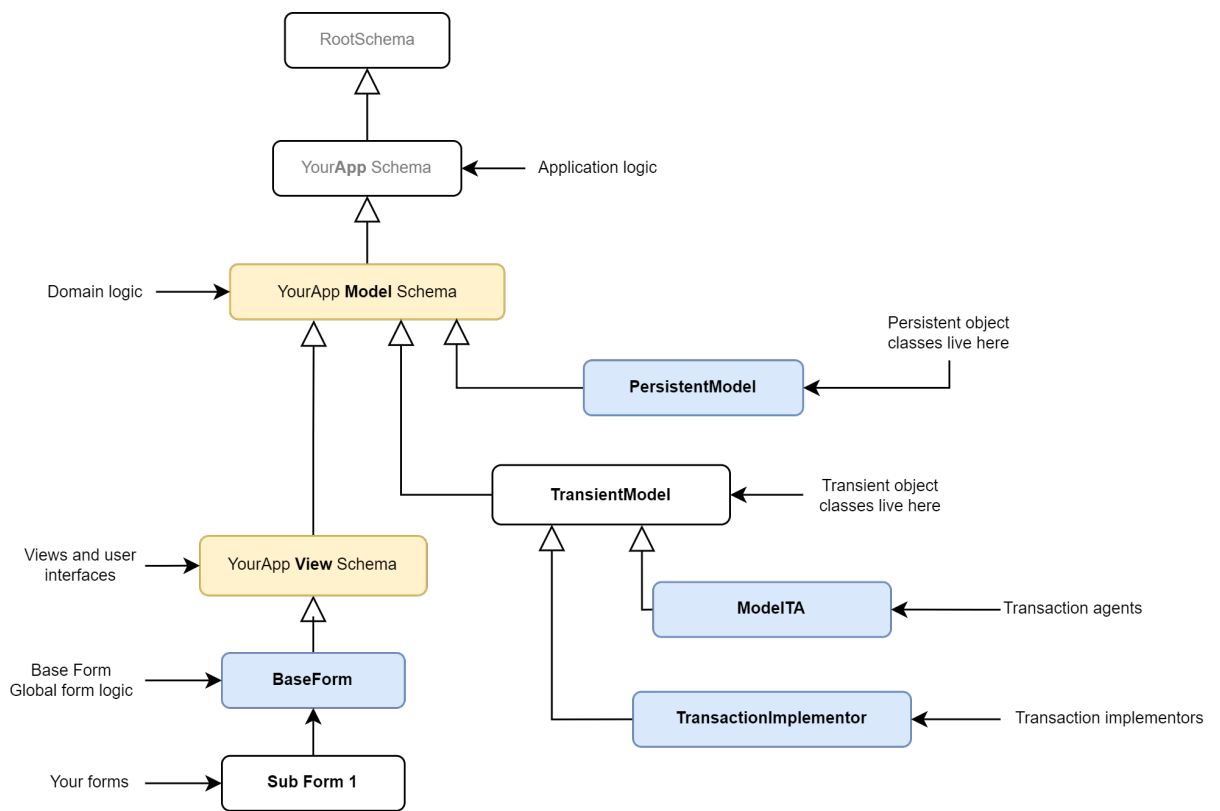 RootSchema
YourApp Schema
Application logic
YourApp Model Schema
Domain logic
Persistent object
classes live here
PersistentModel
TransientModel
Transient object
classes live here
YourApp View Schema
Views and user
interfaces
ModelTA
Transaction agents
BaseForm
Base Form
Global form logic
TransactionImplementor
Transaction implementors
Sub Form 1
Your forms